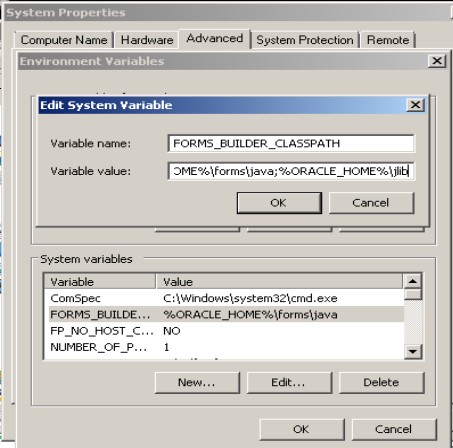 System Properties
Computer Name Hardware Advanced System Protection Remote
Environment Variables
Edit System Variable
Variable name: FORMS_BUILDER_CLASSPATH
Variable value: OME%\forms\java;%ORACLE_HOME%\jlib
OK Cancel
System variables
Variable Value
ComSpec C:\Windows\system32\cmd.exe
FORMS_BUILDE... %ORACLE_HOME%\forms\java
FP_NO_HOST_C... NO
NUMBER_OF_P... 1
New... Edit... Delete
OK Cancel